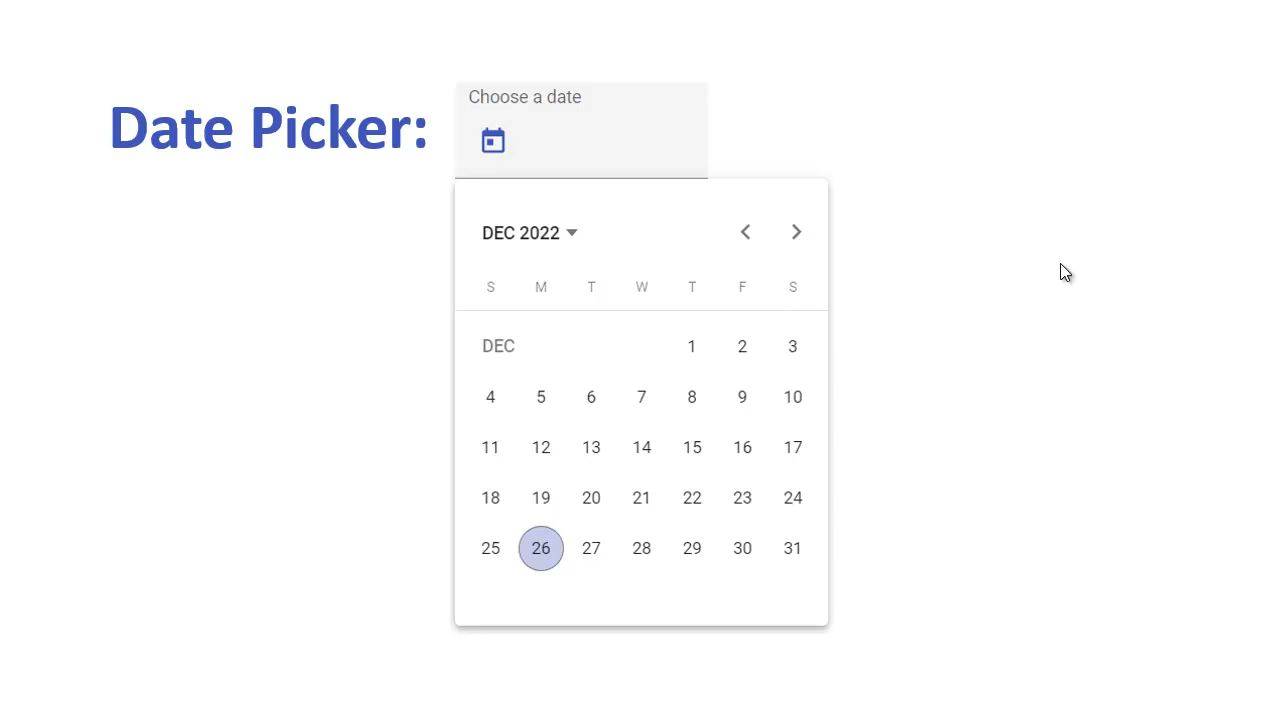 Date Picker:
Choose a date
DEC 2022
S M T W T F S
DEC 1 2 3
4 5 6 7 8 9 10
11 12 13 14 15 16 17
18 19 20 21 22 23 24
25 26 27 28 29 30 31